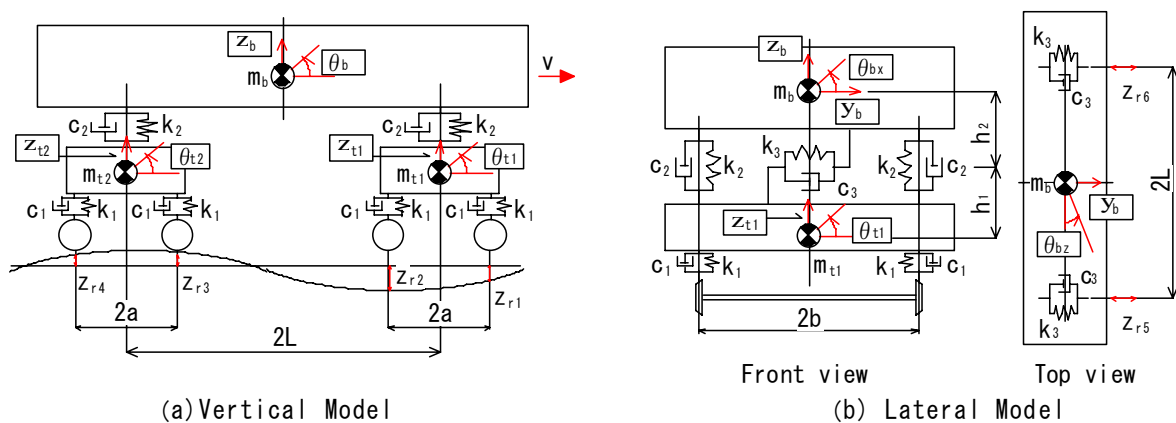 z_b
θ_b
m_b
v
c_2
k_2
z_t2
θ_t2
m_t2
c_2
k_2
z_t1
θ_t1
m_t1
c_1
k_1
c_1
k_1
c_1
k_1
c_1
k_1
z_r4
z_r3
z_r2
z_r1
2a
2a
2L
(a) Vertical Model
z_b
θ_bx
m_b
y_b
c_2
k_2
k_3
c_3
k_2
c_2
h_2
h_1
z_t1
θ_t1
m_t1
c_1
k_1
k_1
c_1
2b
Front view
k_3
c_3
z_r6
m_b
y_b
θ_bz
2L
c_3
k_3
z_r5
Top view
(b) Lateral Model